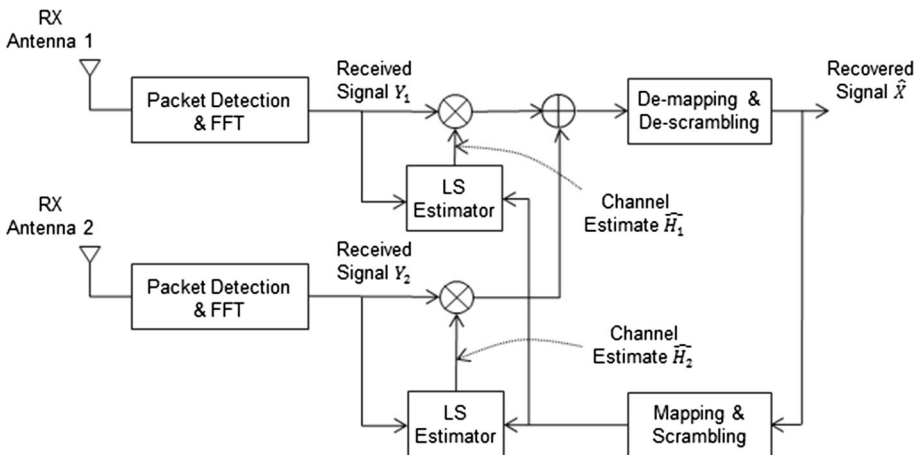 RX
Antenna 1
Packet Detection
& FFT
Received
Signal Y₁
De-mapping &
De-scrambling
Recovered
Signal X̂
LS
Estimator
Channel
Estimate Ĥ₁
RX
Antenna 2
Packet Detection
& FFT
Received
Signal Y₂
Channel
Estimate Ĥ₂
LS
Estimator
Mapping &
Scrambling